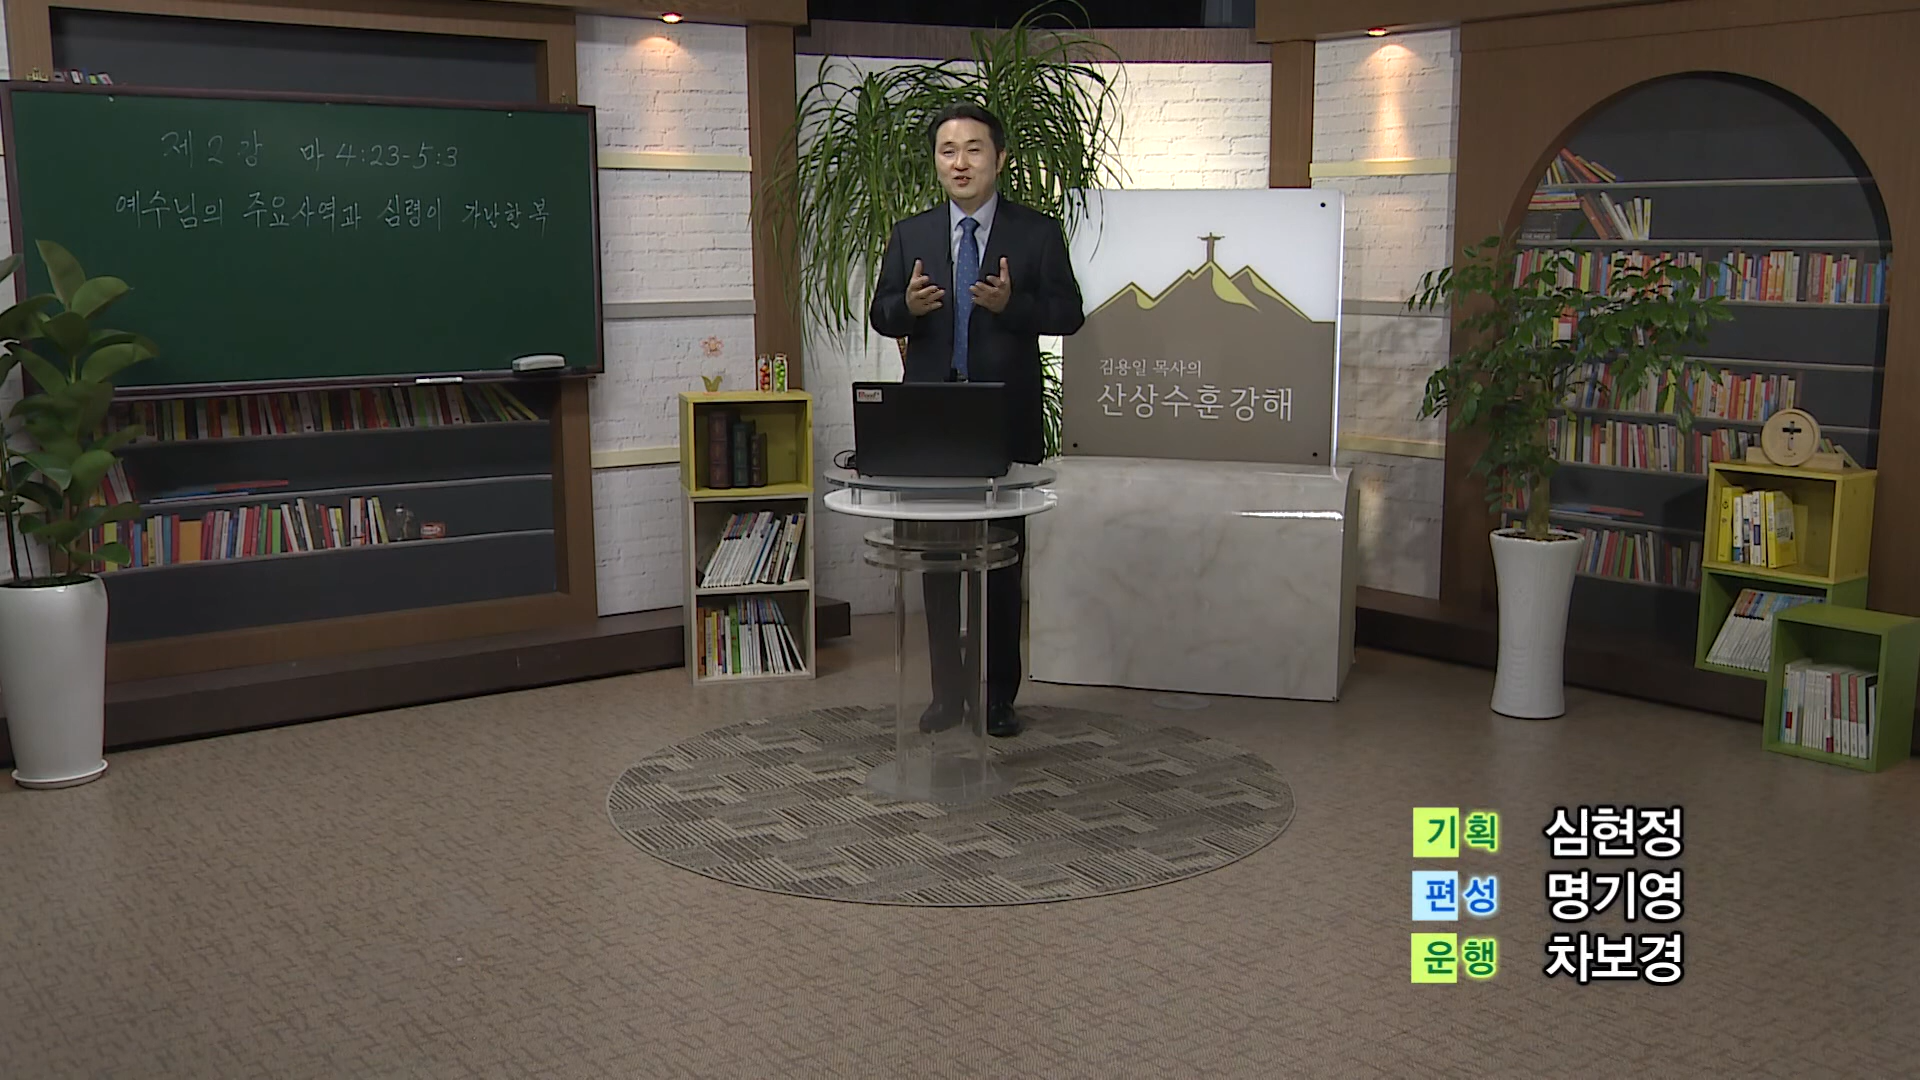 제 2 강 마 4:23-5:3
예수님의 주요사역과 심령이 가난한 복
김용일 목사의
산상수훈강해
기획 심현정
편성 명기영
운행 차보경